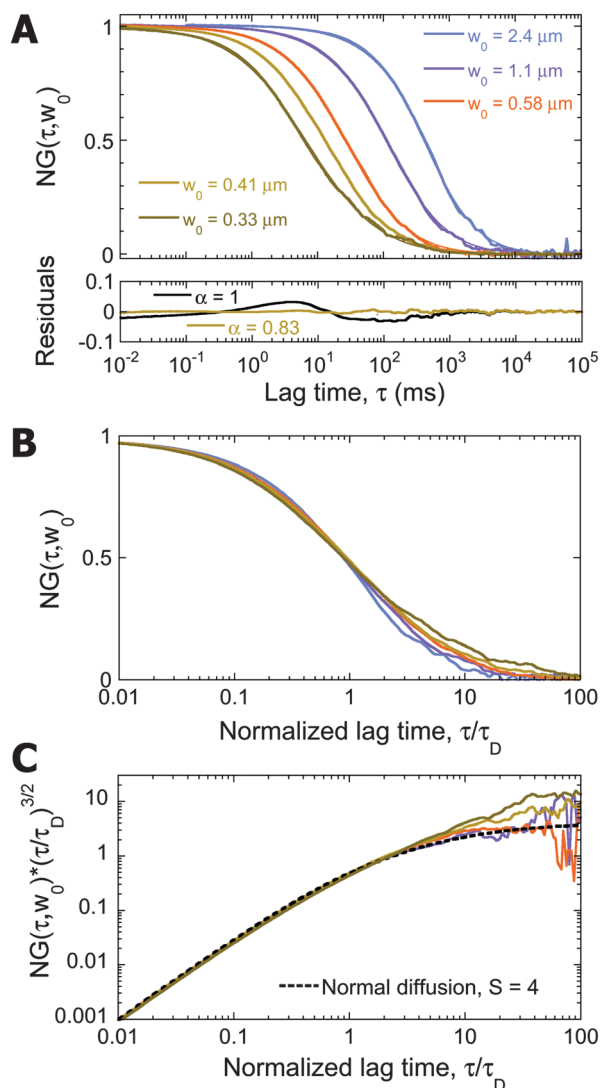 A
1
0.5
0
NG(τ,w₀)
w₀ = 2.4 μm
w₀ = 1.1 μm
w₀ = 0.58 μm
w₀ = 0.41 μm
w₀ = 0.33 μm
0.1
0
-0.1
Residuals
α = 1
α = 0.83
10⁻² 10⁻¹ 10⁰ 10¹ 10² 10³ 10⁴ 10⁵
Lag time, τ (ms)
B
1
0.5
0
NG(τ,w₀)
0.01 0.1 1 10 100
Normalized lag time, τ/τ_D
C
10
1
0.1
0.01
0.001
NG(τ,w₀)*(τ/τ_D)^3/2
Normal diffusion, S = 4
0.01 0.1 1 10 100
Normalized lag time, τ/τ_D